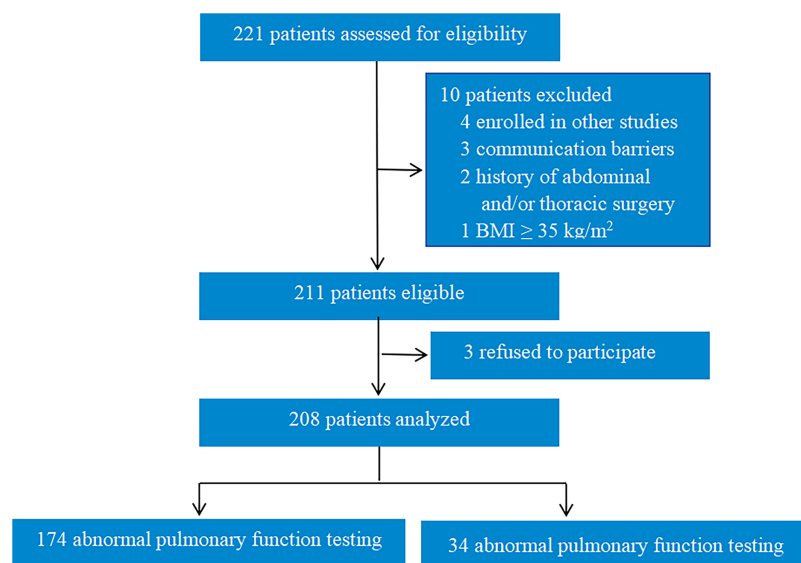 221 patients assessed for eligibility
10 patients excluded
4 enrolled in other studies
3 communication barriers
2 history of abdominal
and/or thoracic surgery
1 BMI ≥ 35 kg/m²
211 patients eligible
3 refused to participate
208 patients analyzed
174 abnormal pulmonary function testing
34 abnormal pulmonary function testing